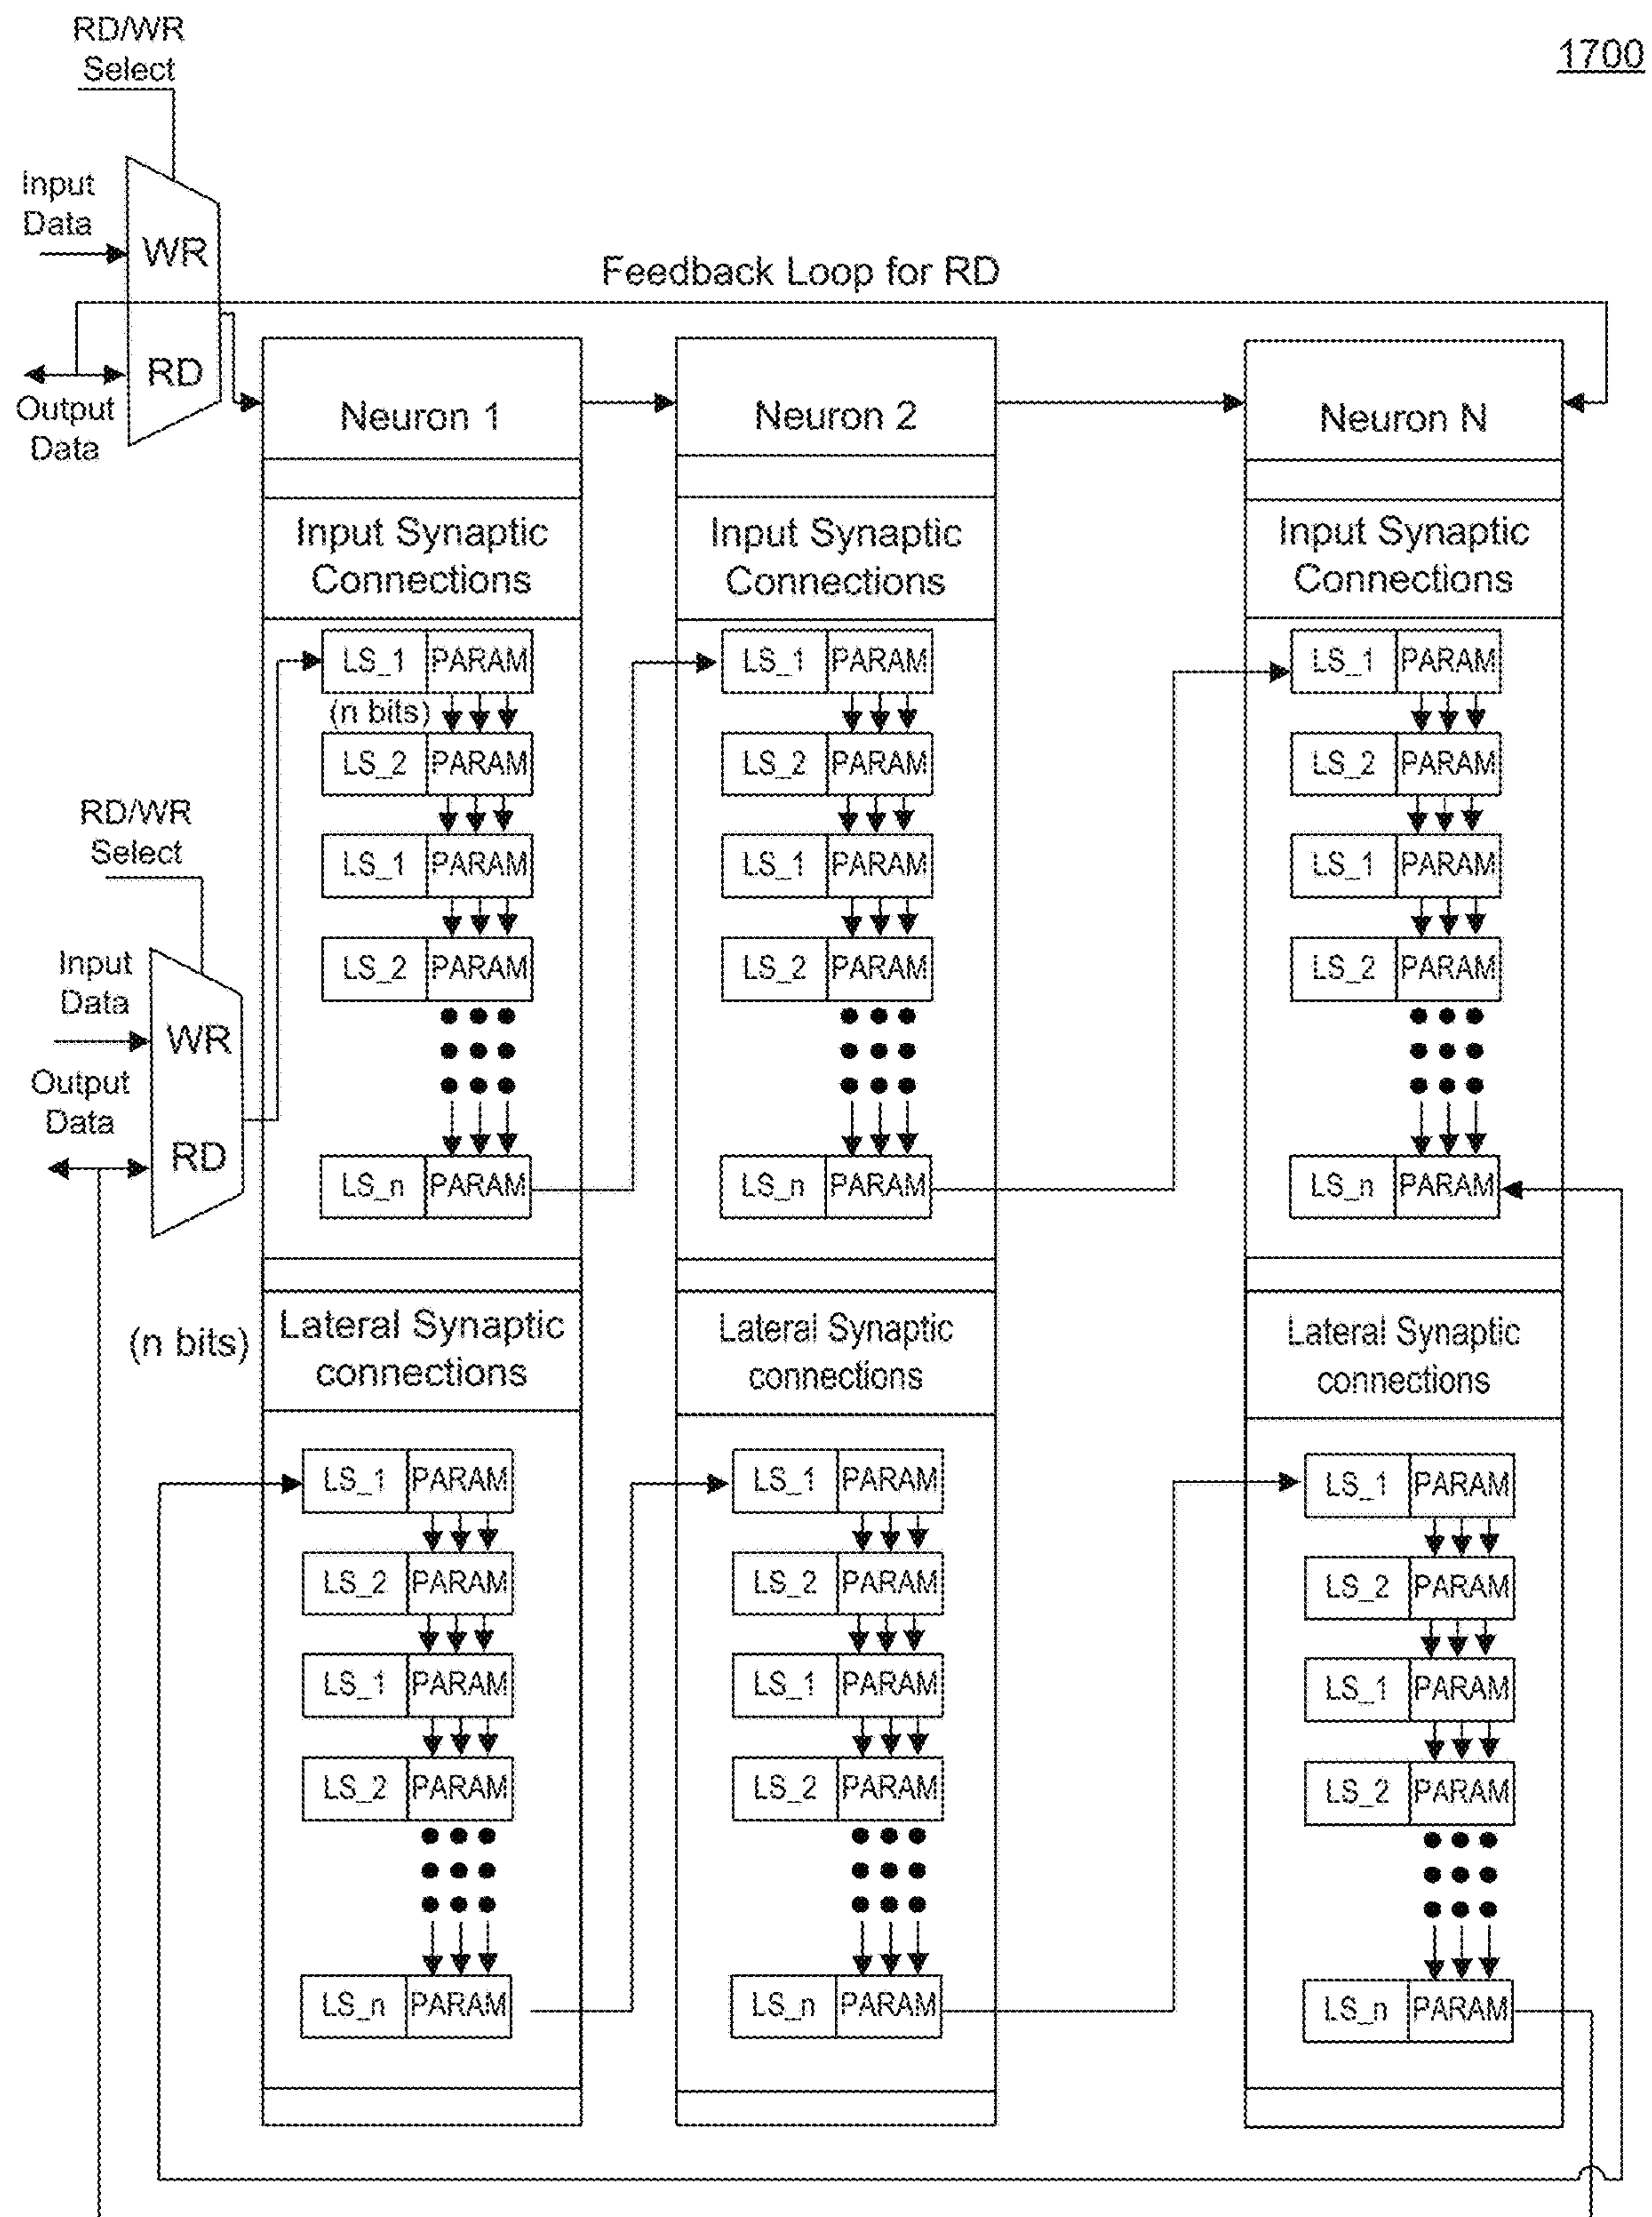 RD/WR
Select
1700
Input
Data
WR
RD
Output
Data
Feedback Loop for RD
Neuron 1
Neuron 2
Neuron N
Input Synaptic
Connections
Input Synaptic
Connections
Input Synaptic
Connections
LS_1 PARAM
(n bits)
LS_2 PARAM
LS_1 PARAM
LS_2 PARAM
LS_n PARAM
LS_1 PARAM
LS_2 PARAM
LS_1 PARAM
LS_2 PARAM
LS_n PARAM
LS_1 PARAM
LS_2 PARAM
LS_1 PARAM
LS_2 PARAM
LS_n PARAM
RD/WR
Select
Input
Data
WR
Output
Data
RD
(n bits)
Lateral Synaptic
connections
Lateral Synaptic
connections
Lateral Synaptic
connections
LS_1 PARAM
LS_2 PARAM
LS_1 PARAM
LS_2 PARAM
LS_n PARAM
LS_1 PARAM
LS_2 PARAM
LS_1 PARAM
LS_2 PARAM
LS_n PARAM
LS_1 PARAM
LS_2 PARAM
LS_1 PARAM
LS_2 PARAM
LS_n PARAM